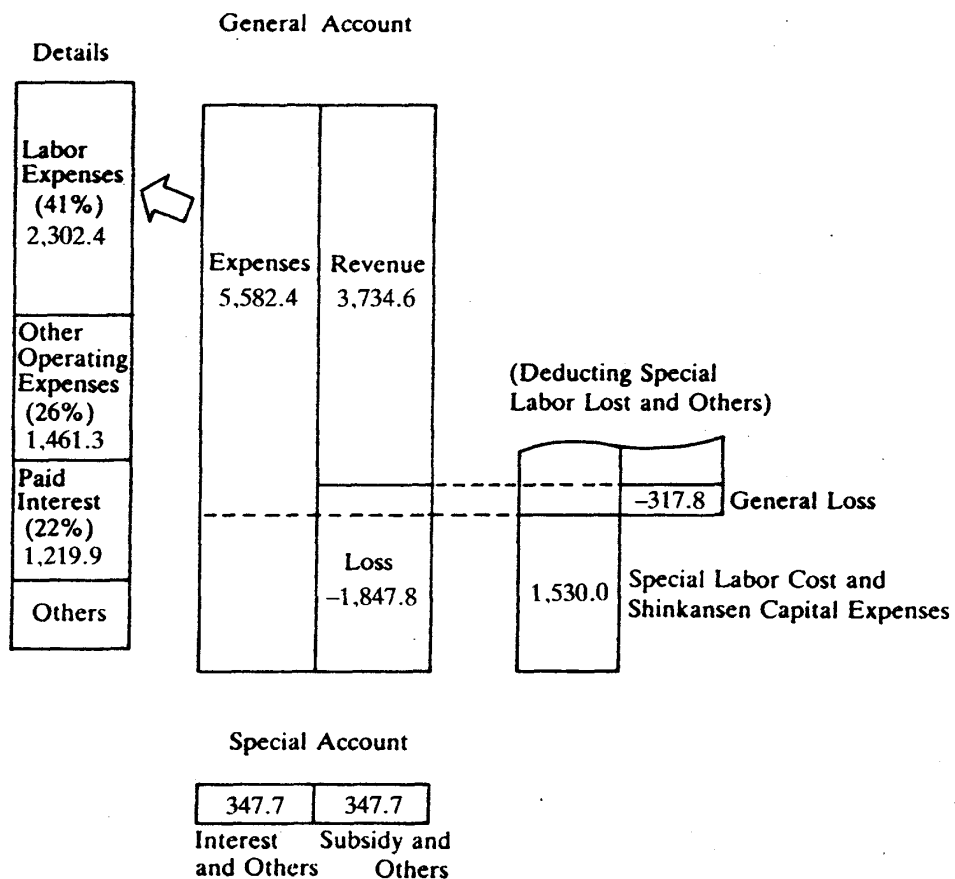 General Account
Details
Labor
Expenses
(41%)
2,302.4
Other
Operating
Expenses
(26%)
1,461.3
Paid
Interest
(22%)
1,219.9
Others
Expenses
5,582.4
Revenue
3,734.6
Loss
–1,847.8
(Deducting Special
Labor Lost and Others)
–317.8
General Loss
1,530.0
Special Labor Cost and
Shinkansen Capital Expenses
Special Account
347.7
347.7
Interest
and Others
Subsidy and
Others